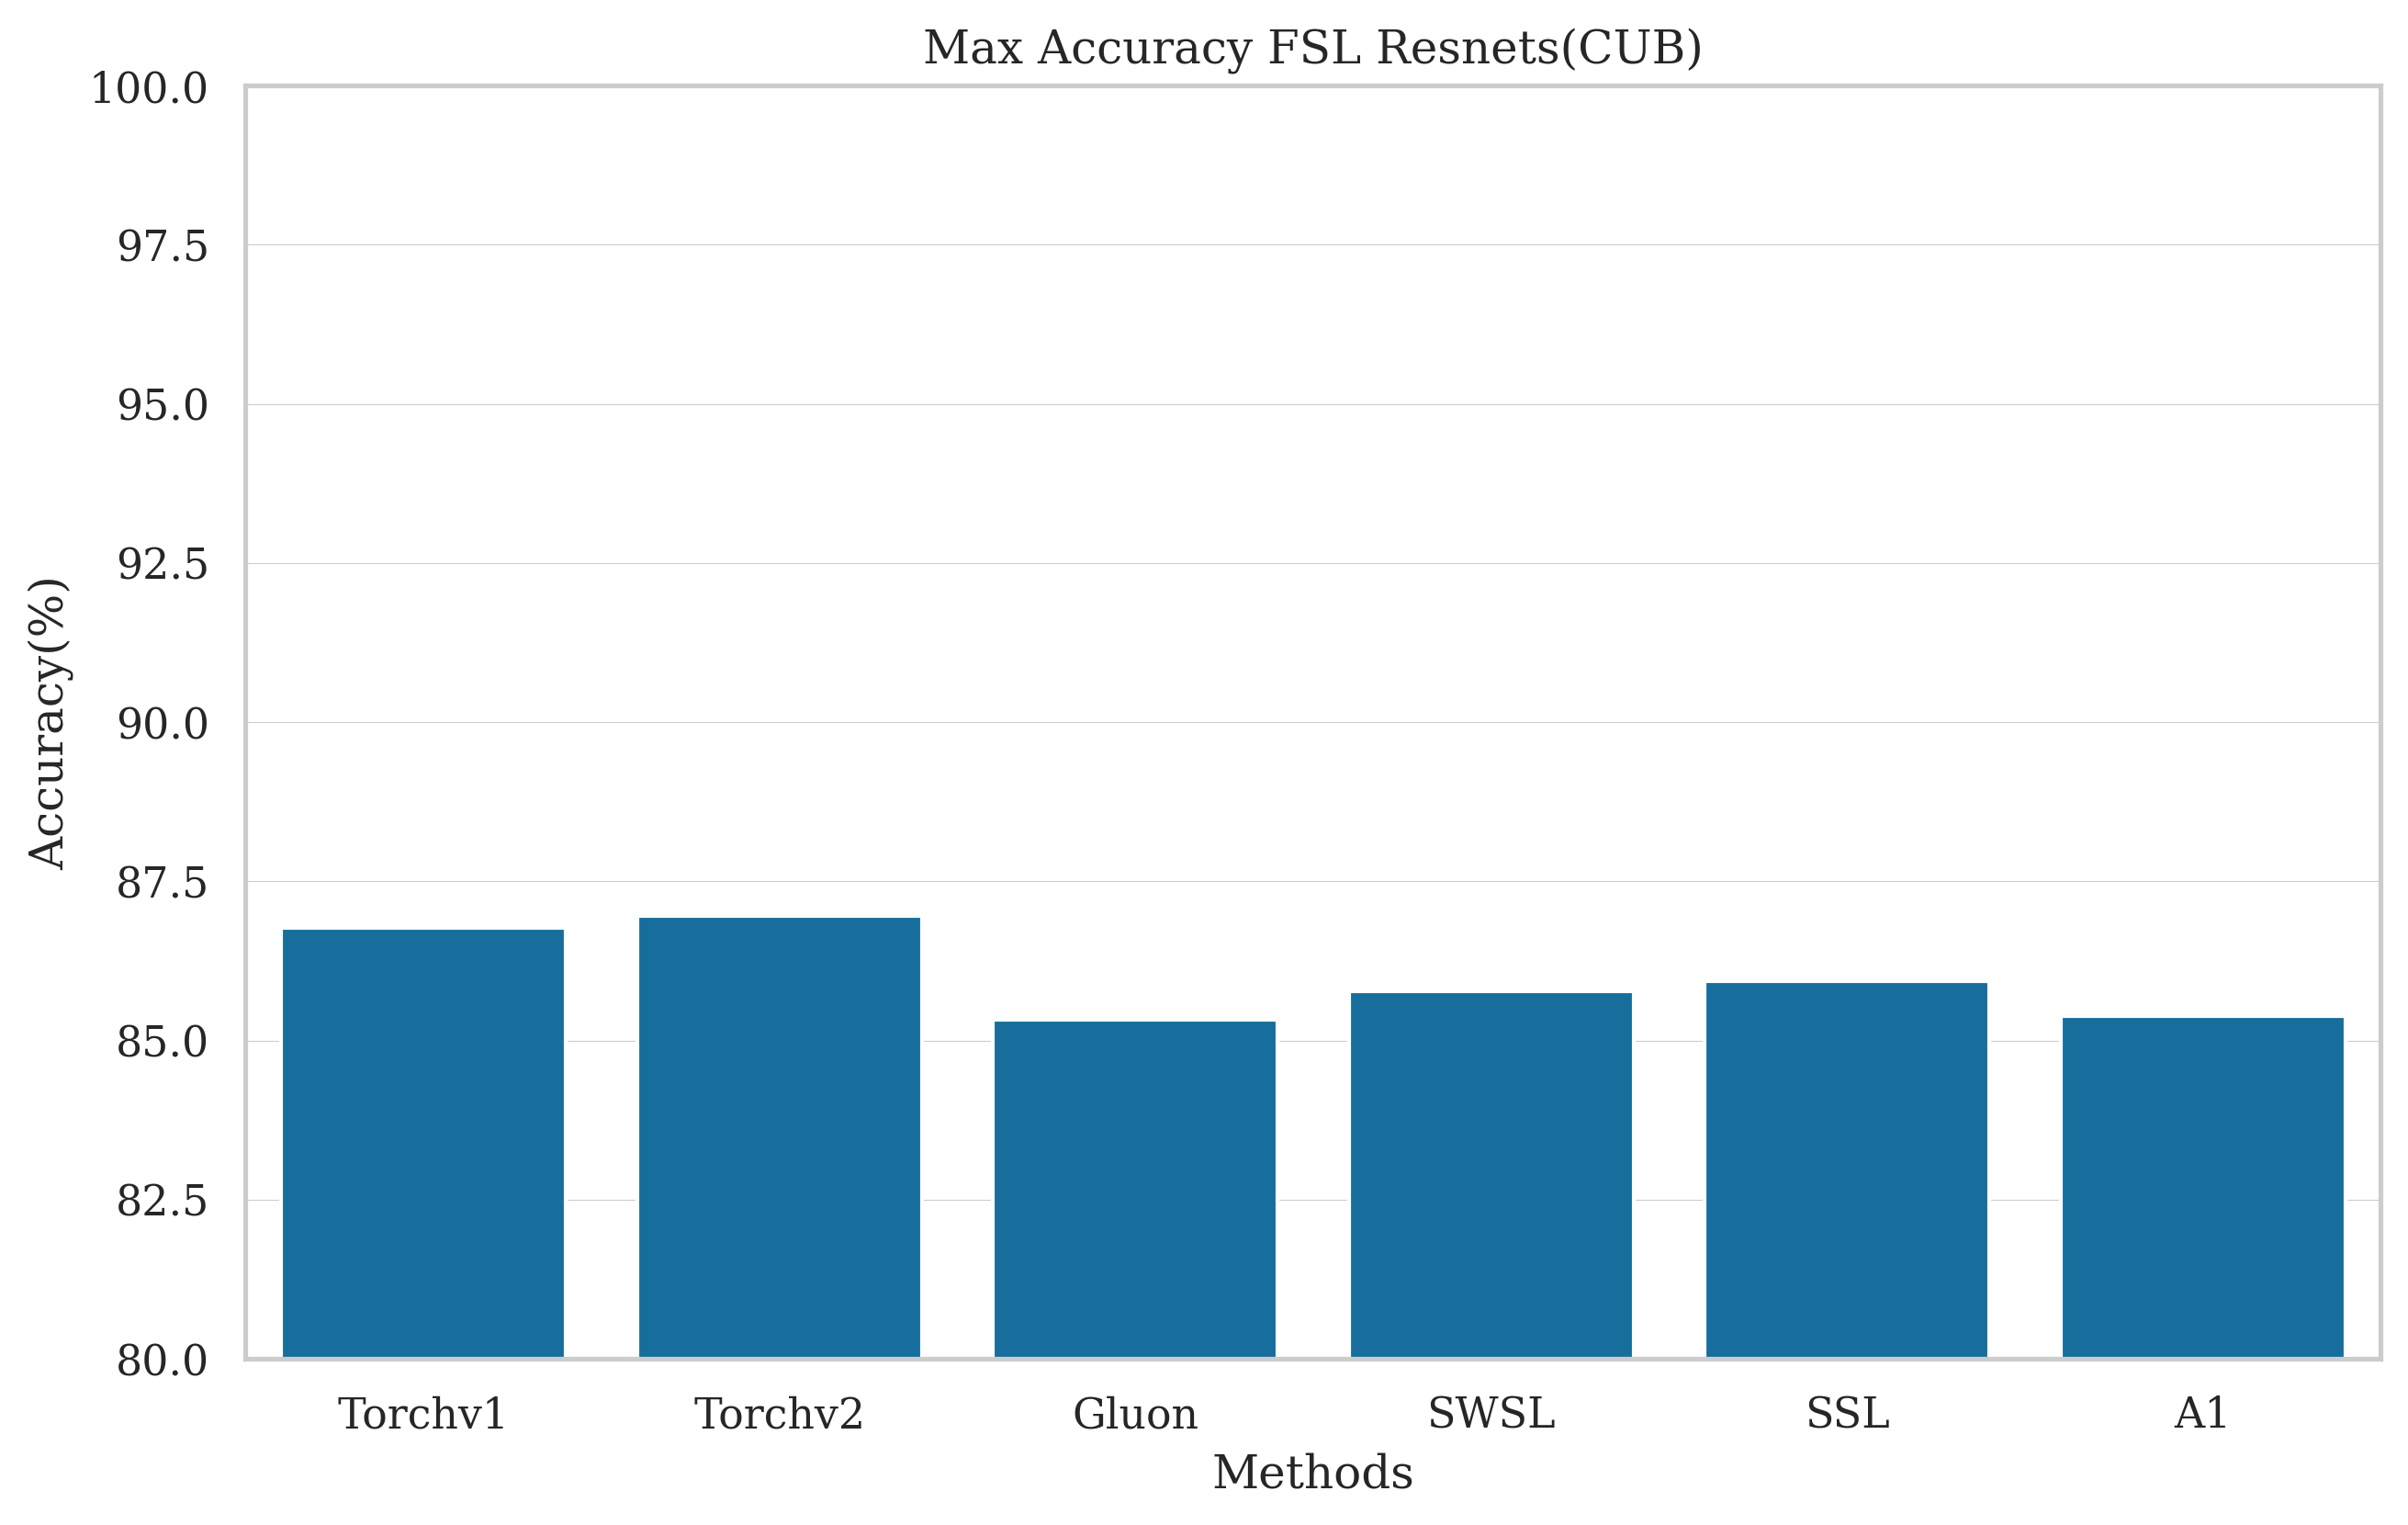 Max Accuracy FSL Resnets(CUB)
100.0
97.5
95.0
92.5
90.0
87.5
85.0
82.5
80.0
Accuracy(%)
Torchv1 Torchv2 Gluon SWSL SSL A1
Methods